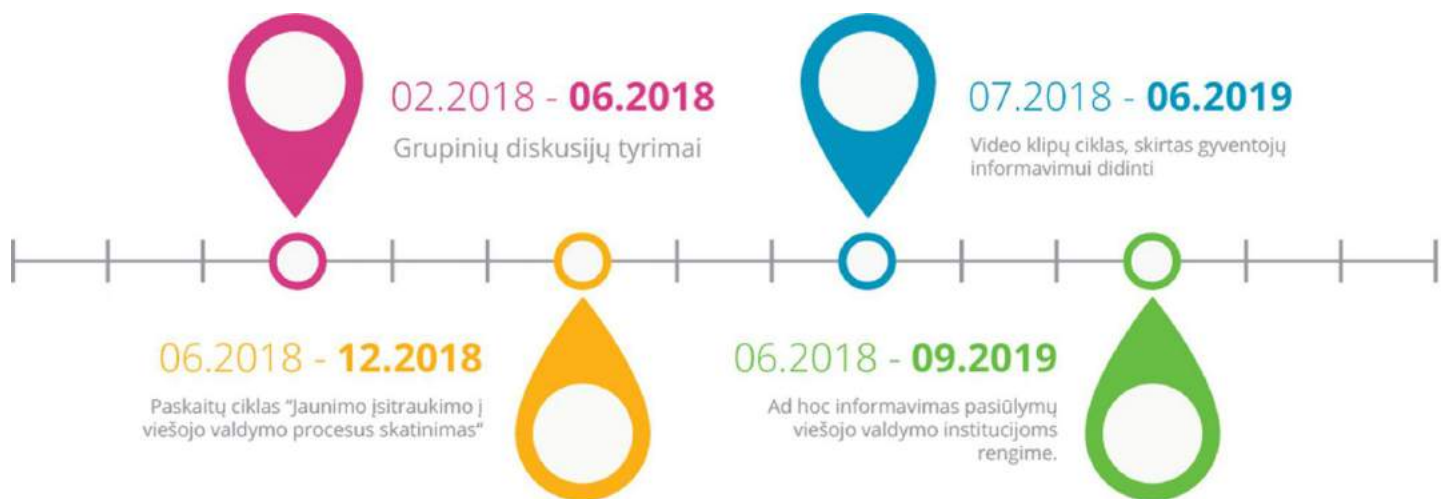 02.2018 - 06.2018
Grupinių diskusijų tyrimai
07.2018 - 06.2019
Video klipų ciklas, skirtas gyventojų
informavimui didinti
06.2018 - 12.2018
Paskaitų ciklas "Jaunimo įsitraukimo į
viešojo valdymo procesus skatinimas"
06.2018 - 09.2019
Ad hoc informavimas pasiūlymų
viešojo valdymo institucijoms
rengime.